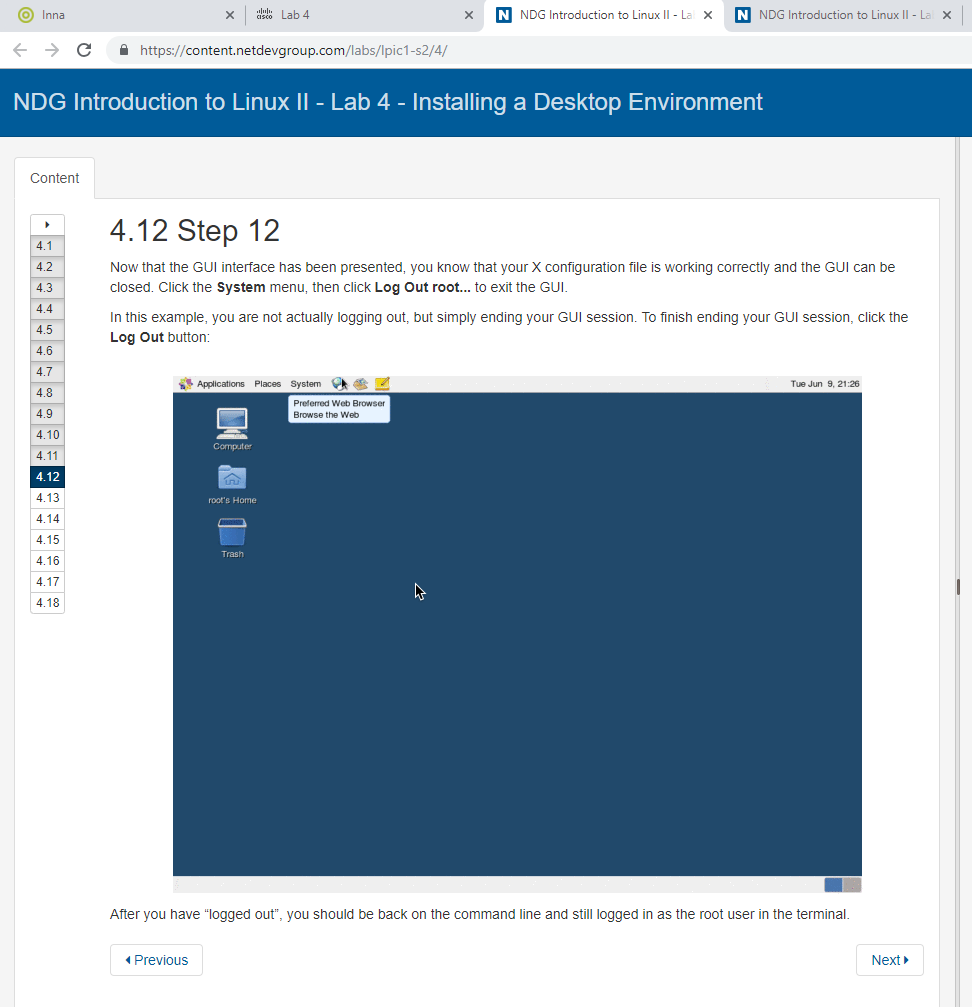 Inna
Lab 4
NDG Introduction to Linux II - La
NDG Introduction to Linux II - La
https://content.netdevgroup.com/labs/lpic1-s2/4/
NDG Introduction to Linux II - Lab 4 - Installing a Desktop Environment
Content
4.1
4.2
4.3
4.4
4.5
4.6
4.7
4.8
4.9
4.10
4.11
4.12
4.13
4.14
4.15
4.16
4.17
4.18
4.12 Step 12
Now that the GUI interface has been presented, you know that your X configuration file is working correctly and the GUI can be
closed. Click the System menu, then click Log Out root... to exit the GUI.
In this example, you are not actually logging out, but simply ending your GUI session. To finish ending your GUI session, click the
Log Out button:
Applications Places System Tue Jun 9, 21:26
Preferred Web Browser
Browse the Web
Computer
root's Home
Trash
After you have “logged out”, you should be back on the command line and still logged in as the root user in the terminal.
Previous
Next